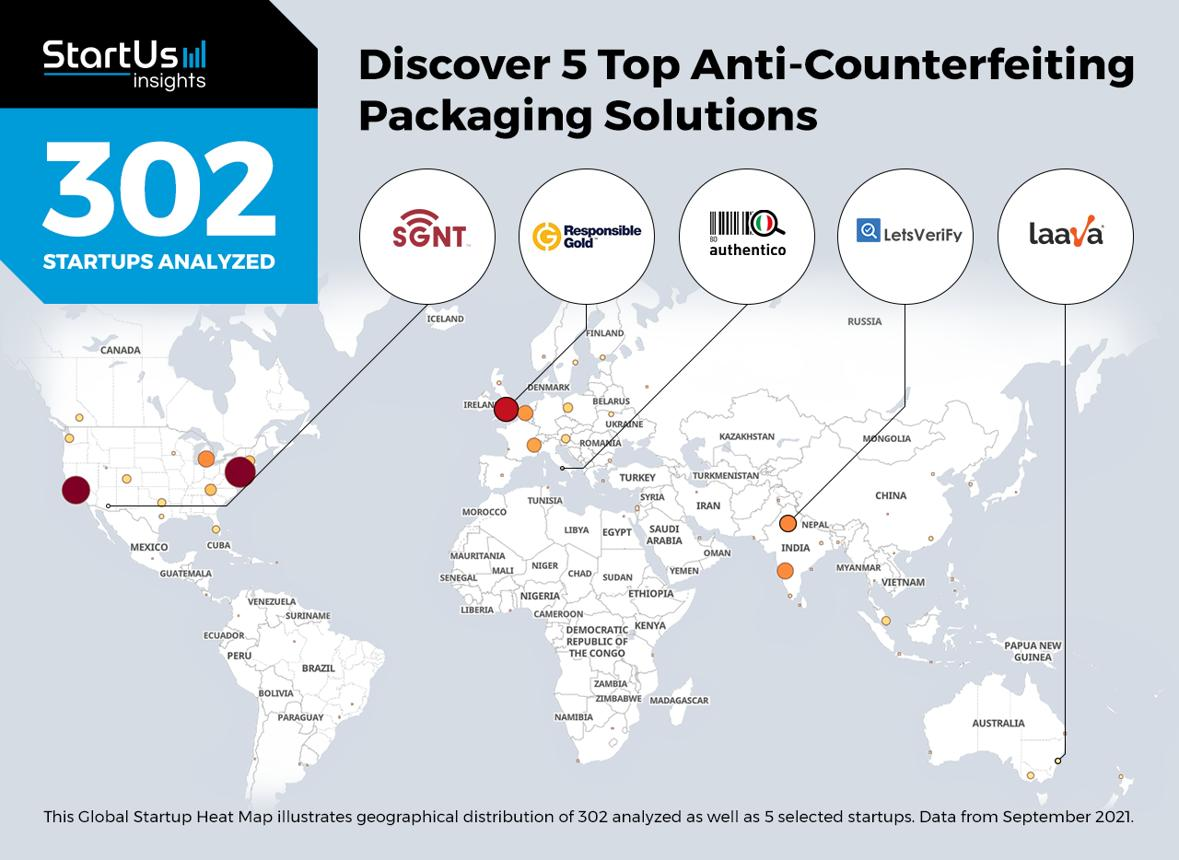 StartUs
insights
302
STARTUPS ANALYZED
Discover 5 Top Anti-Counterfeiting
Packaging Solutions
SGNT™
Responsible
Gold™
BD
authentico
LetsVeriFy
laava
ICELAND
RUSSIA
FINLAND
CANADA
DENMARK
IRELAN
BELARUS
UKRAINE
ROMANIA
KAZAKHSTAN
MONGOLIA
TURKEY
TURKMENISTAN
SYRIA
IRAN
CHINA
TUNISIA
MOROCCO
LIBYA
EGYPT
SAUDI
ARABIA
NEPAL
MEXICO
CUBA
MAURITANIA
OMAN
INDIA
GUATEMALA
SENEGAL
MALI
NIGER
CHAD
SUDAN
YEMEN
MYANMAR
VIETNAM
VENEZUELA
SURINAME
LIBERIA
NIGERIA
CAMEROON
ETHIOPIA
KENYA
ECUADOR
DEMOCRATIC
REPUBLIC OF
THE CONGO
PERU
BRAZIL
PAPUA NEW
GUINEA
BOLIVIA
ZAMBIA
ZIMBABWE
MADAGASCAR
PARAGUAY
NAMIBIA
AUSTRALIA
This Global Startup Heat Map illustrates geographical distribution of 302 analyzed as well as 5 selected startups. Data from September 2021.